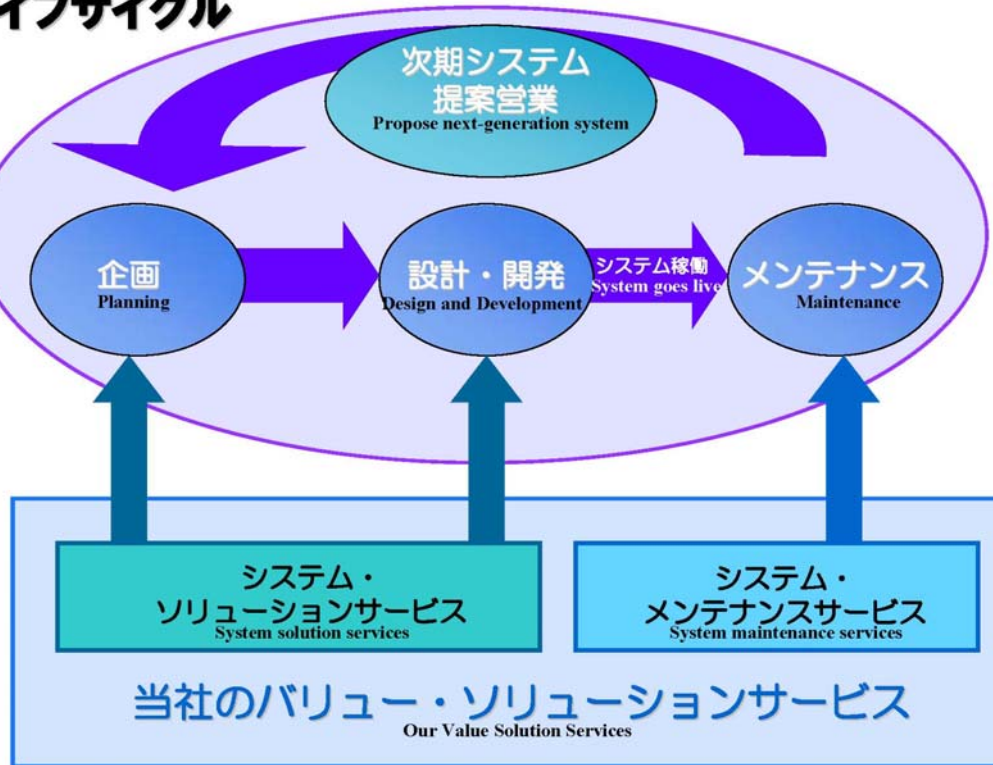 イフサイクル
次期システム
提案営業
Propose next-generation system
企画
Planning
設計・開発
Design and Development
システム稼働
System goes live
メンテナンス
Maintenance
システム・
ソリューションサービス
System solution services
システム・
メンテナンスサービス
System maintenance services
当社のバリュー・ソリューションサービス
Our Value Solution Services